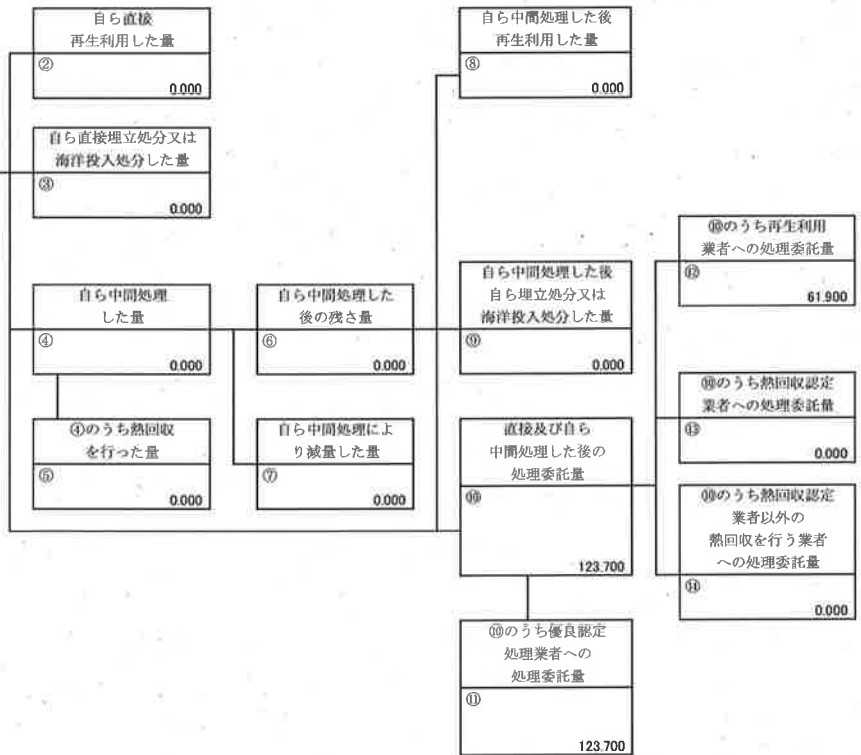 自ら直接
再生利用した量
②
0.000
自ら中間処理した後
再生利用した量
⑧
0.000
自ら直接埋立処分又は
海洋投入処分した量
③
0.000
自ら中間処理
した量
④
0.000
自ら中間処理した
後の残さ量
⑥
0.000
自ら中間処理した後
自ら埋立処分又は
海洋投入処分した量
⑨
0.000
⑩のうち再生利用
業者への処理委託量
⑫
61.900
④のうち熱回収
を行った量
⑤
0.000
自ら中間処理によ
り減量した量
⑦
0.000
直接及び自ら
中間処理した後の
処理委託量
⑩
123.700
⑩のうち熱回収認定
業者への処理委託量
⑬
0.000
⑩のうち熱回収認定
業者以外の
熱回収を行う業者
への処理委託量
⑭
0.000
⑩のうち優良認定
処理業者への
処理委託量
⑪
123.700